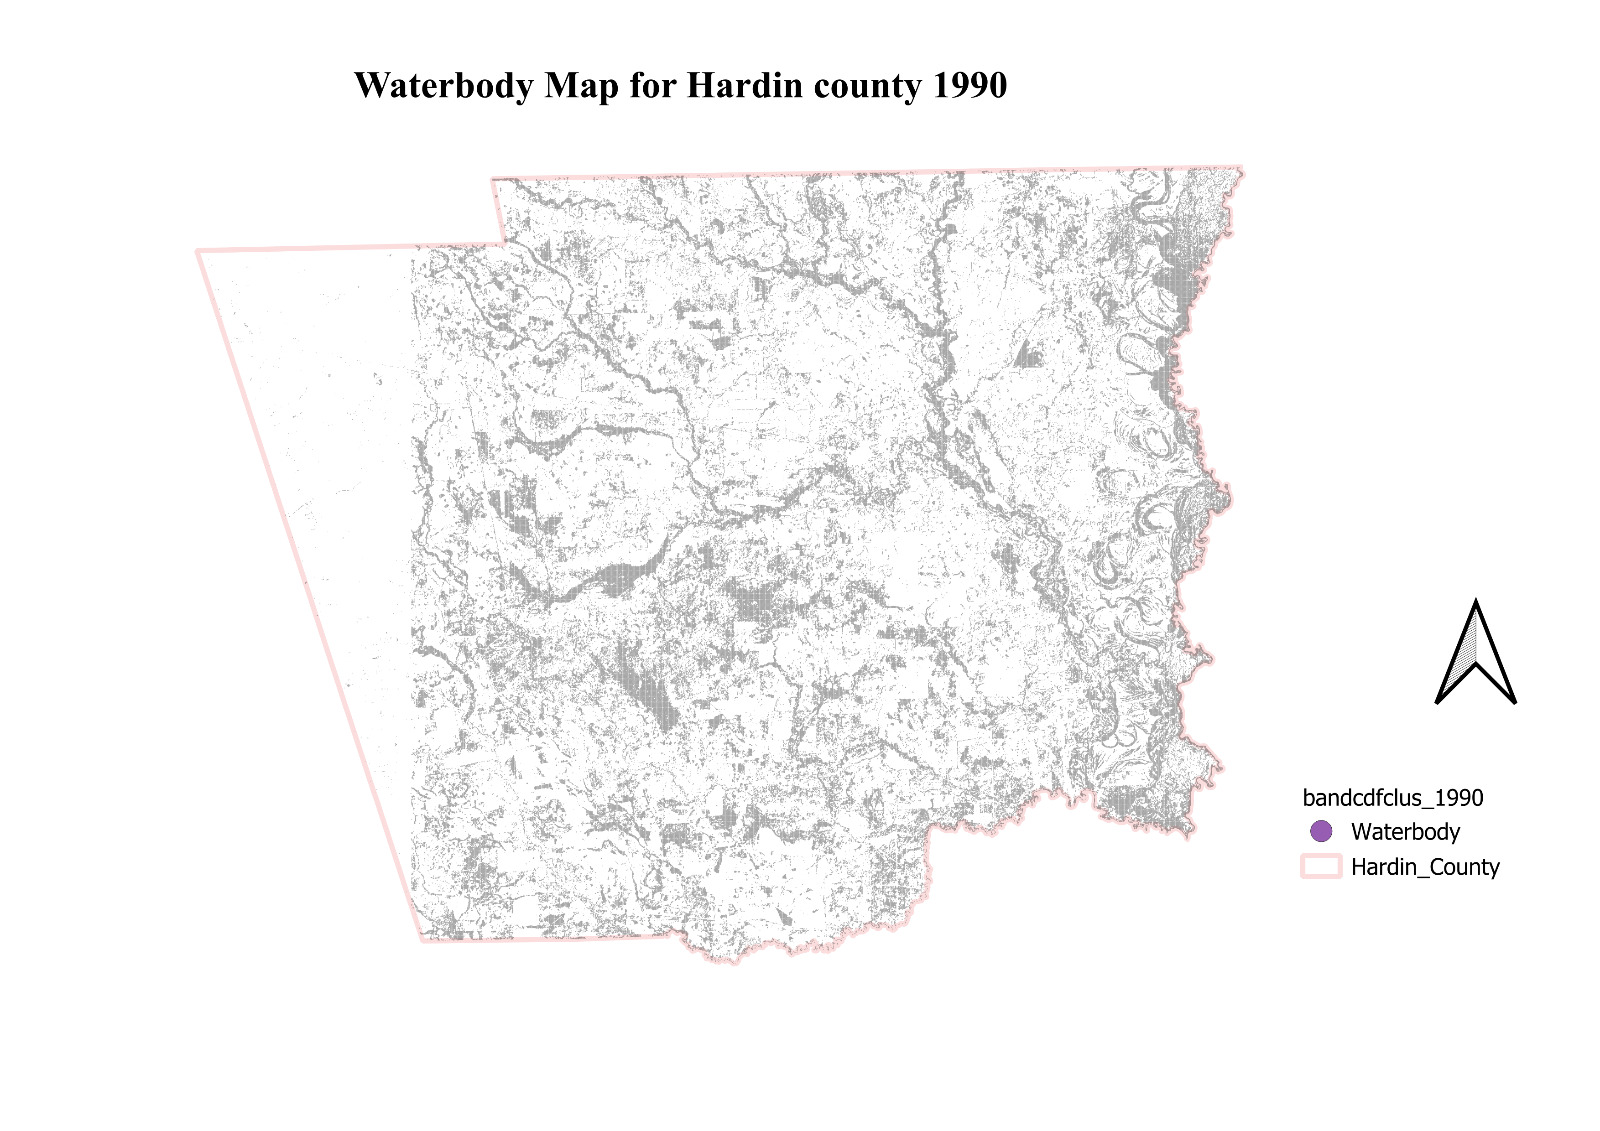 Waterbody Map for Hardin county 1990
bandcdfclus_1990
Waterbody
Hardin_County